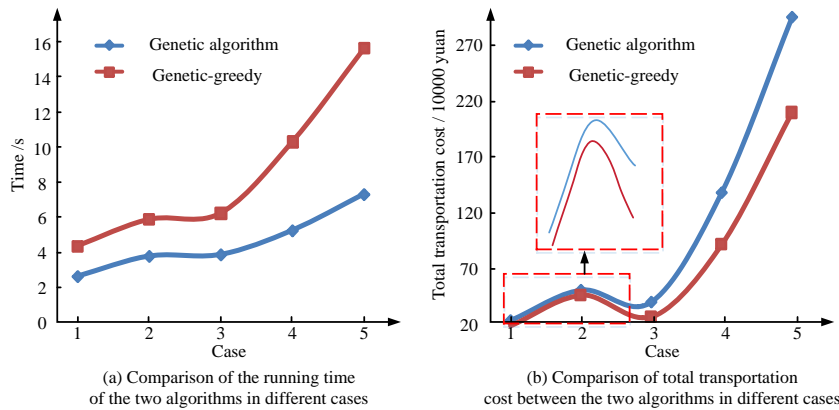 16
14
12
10
8
6
4
2
0
Time /s
Genetic algorithm
Genetic-greedy
1 2 3 4 5
Case
(a) Comparison of the running time
of the two algorithms in different cases
270
220
170
120
70
20
Total transportation cost / 10000 yuan
Genetic algorithm
Genetic-greedy
1 2 3 4 5
Case
(b) Comparison of total transportation
cost between the two algorithms in different cases